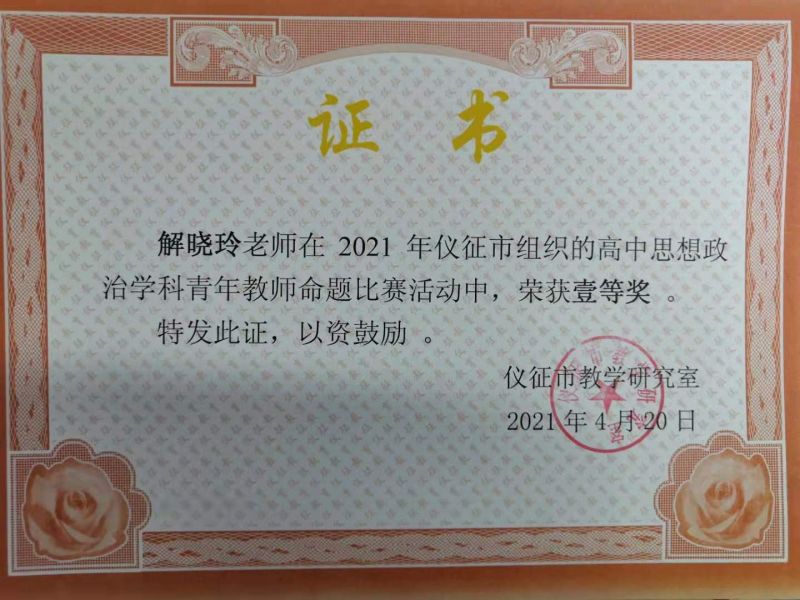 证书
解晓玲老师在 2021 年仪征市组织的高中思想政
治学科青年教师命题比赛活动中，荣获壹等奖 。
特发此证，以资鼓励 。
仪征市教学研究室
2021 年 4 月 20 日